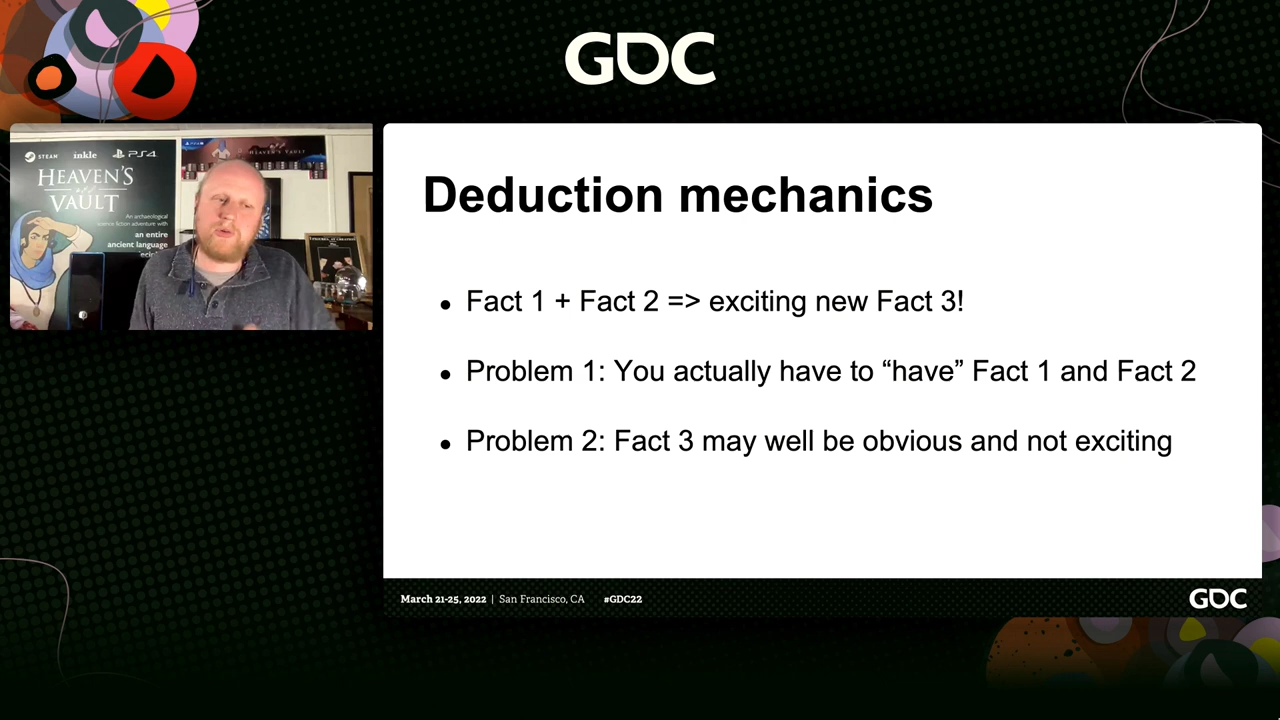 GDC
STEAM inkle PS4
HEAVEN'S
VAULT
An archaeological
science fiction adventure with
an entire
ancient language
HEAVEN'S VAULT
Deduction mechanics
• Fact 1 + Fact 2 => exciting new Fact 3!
• Problem 1: You actually have to “have” Fact 1 and Fact 2
• Problem 2: Fact 3 may well be obvious and not exciting
March 21-25, 2022 | San Francisco, CA #GDC22
GDC